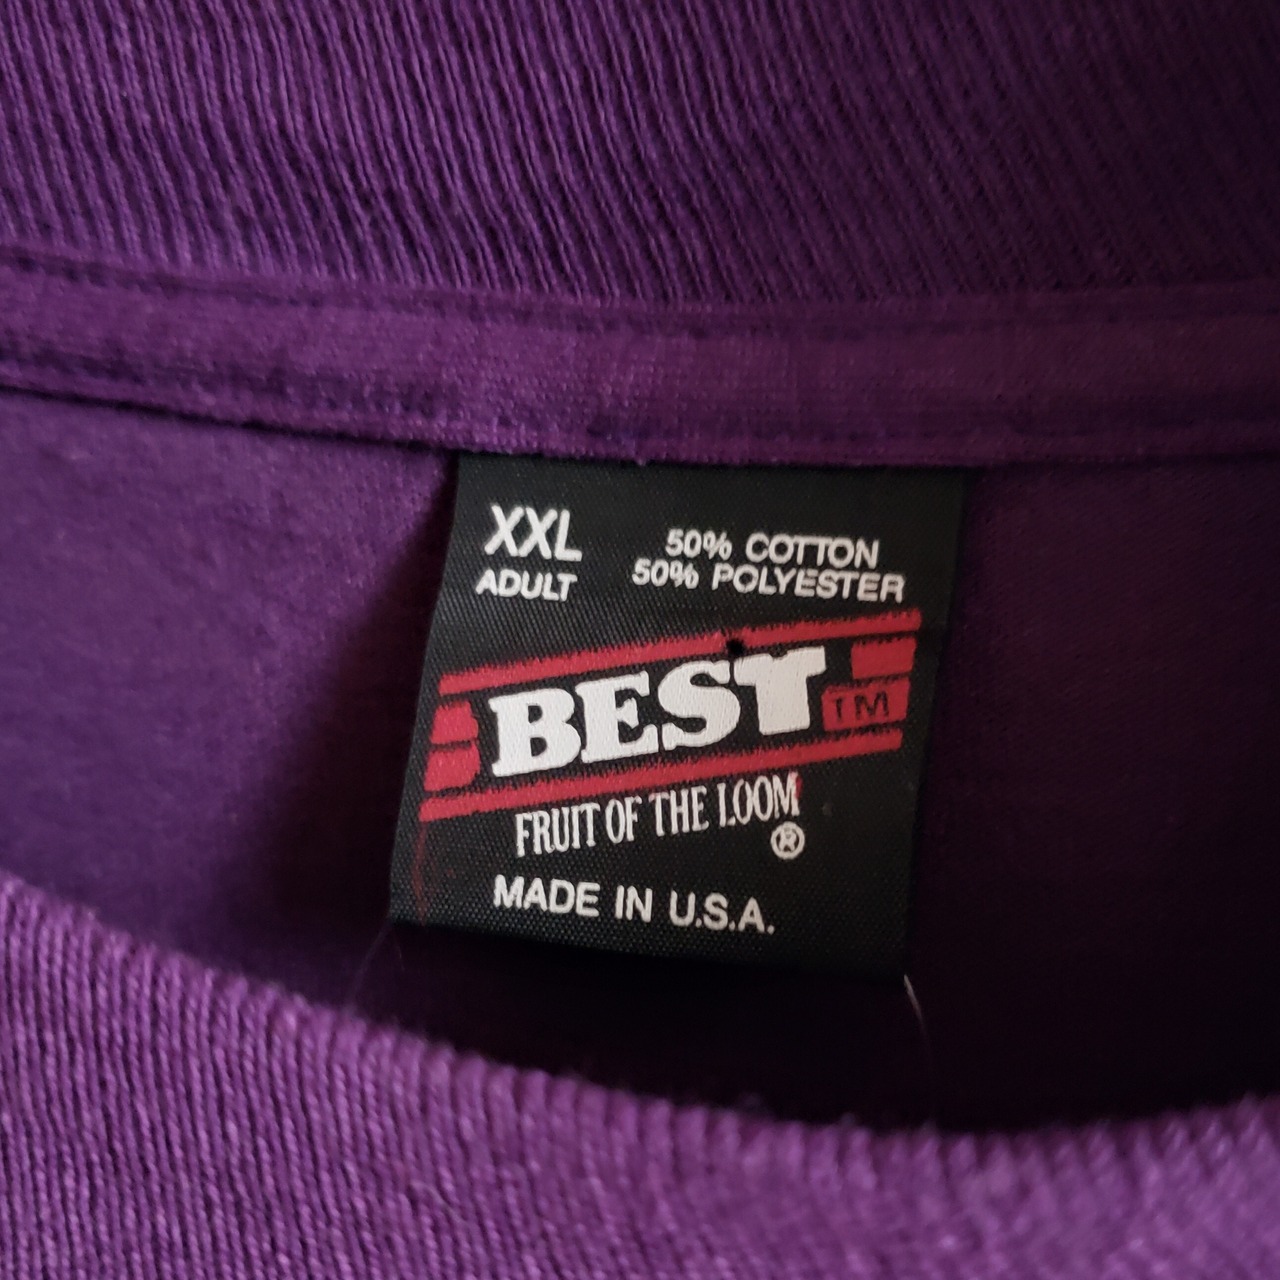 XXL
ADULT
50% COTTON
50% POLYESTER
BEST TM
FRUIT OF THE LOOM
®
MADE IN U.S.A.